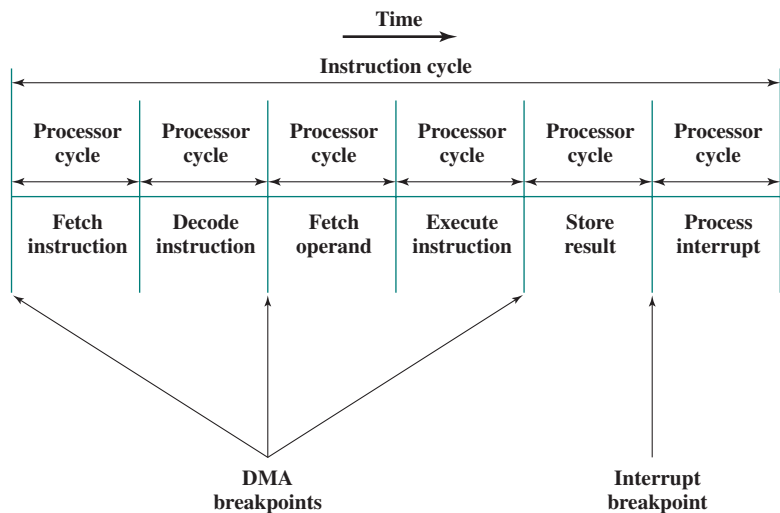 Time
Instruction cycle
Processor cycle
Processor cycle
Processor cycle
Processor cycle
Processor cycle
Processor cycle
Fetch instruction
Decode instruction
Fetch operand
Execute instruction
Store result
Process interrupt
DMA breakpoints
Interrupt breakpoint